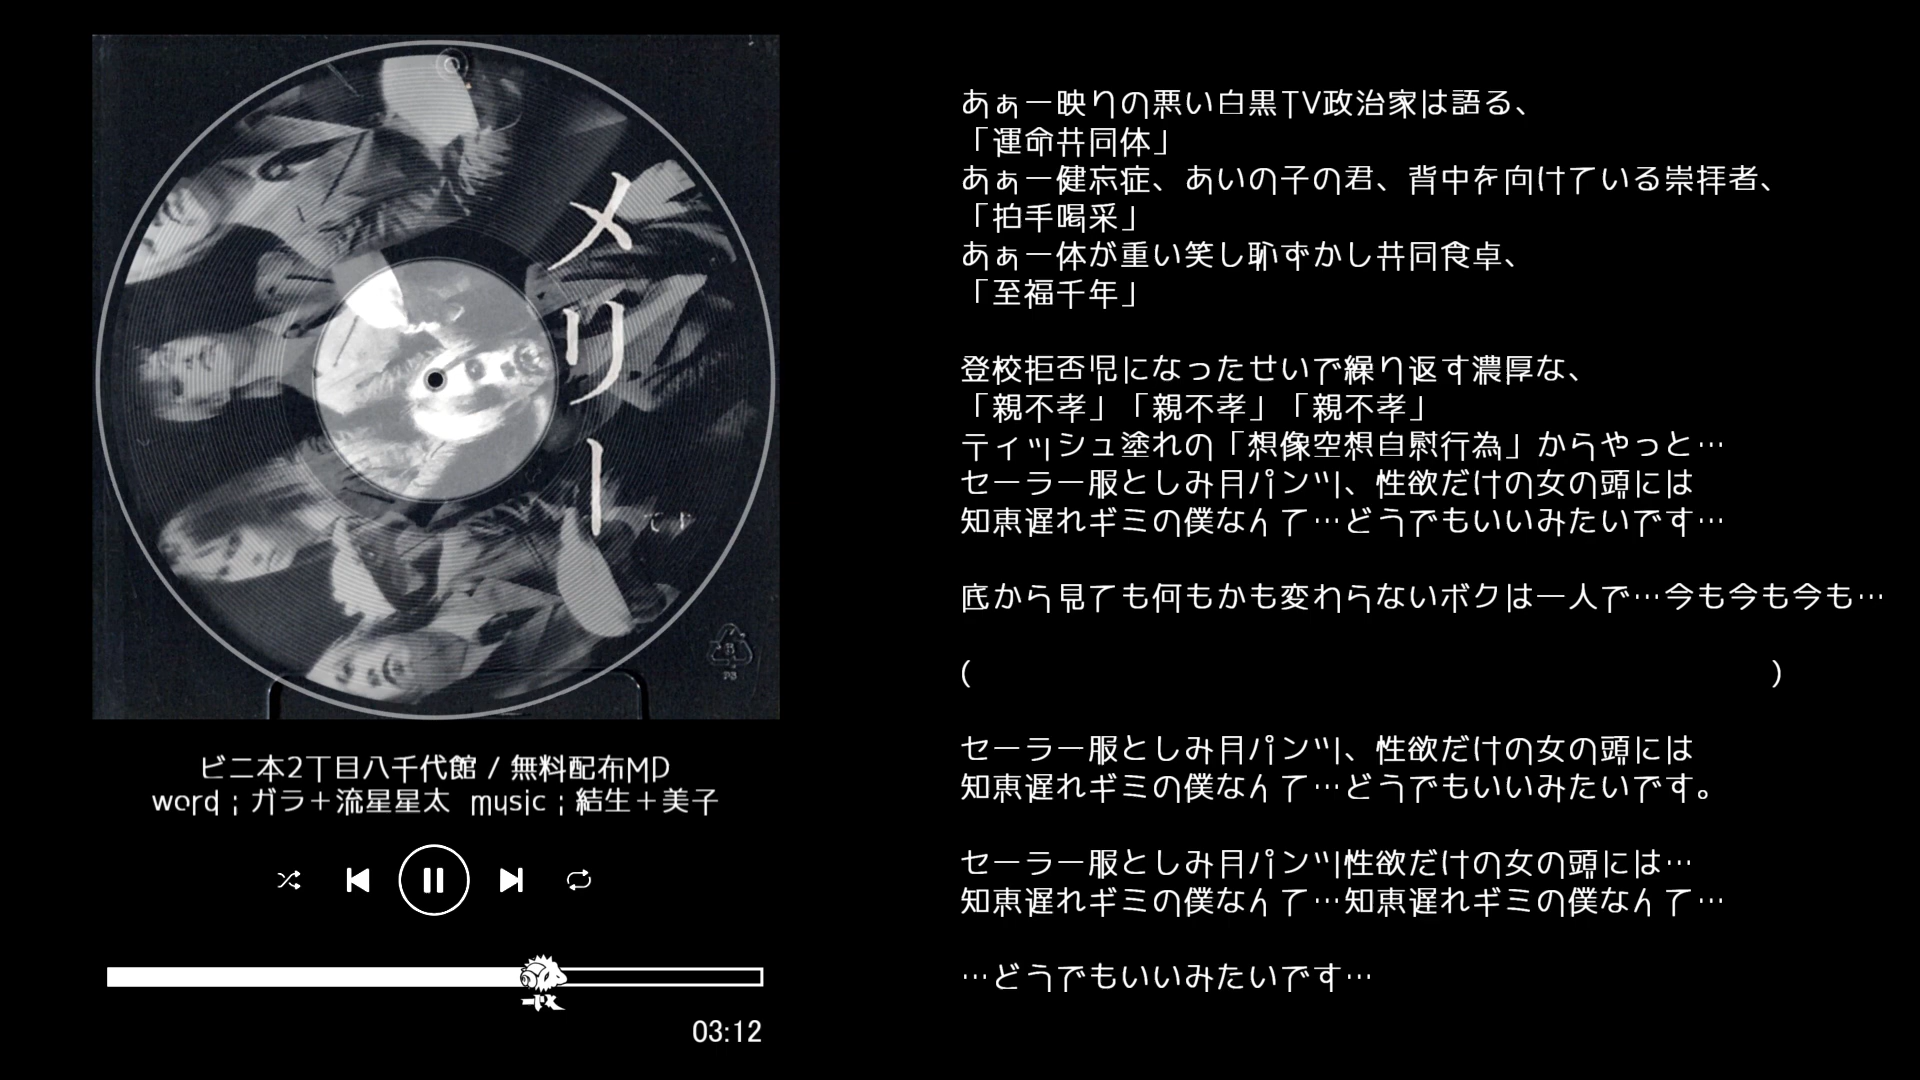 メリー
ビニ本2丁目八千代館 / 無料配布MD
word ; ガラ＋流星星太 music ; 結生＋美子
03:12
あぁー映りの悪い白黒TV政治家は語る、
「運命共同体」
あぁー健忘症、あいの子の君、背中を向けている崇拝者、
「拍手喝采」
あぁー体が重い笑し恥ずかし共同食卓、
「至福千年」
登校拒否児になったせいで繰り返す濃厚な、
「親不孝」「親不孝」「親不孝」
ティッシュ塗れの「想像空想自慰行為」からやっと…
セーラー服としみ月パンツ!、性欲だけの女の頭には
知恵遅れギミの僕なんて…どうでもいいみたいです…
底から見ても何もかも変わらないボクは一人で…今も今も今も…
(　　　　　　　　　　　　　　　　　　　　　　　　　)
セーラー服としみ月パンツ!、性欲だけの女の頭には
知恵遅れギミの僕なんて…どうでもいいみたいです。
セーラー服としみ月パンツ!性欲だけの女の頭には…
知恵遅れギミの僕なんて…知恵遅れギミの僕なんて…
…どうでもいいみたいです…